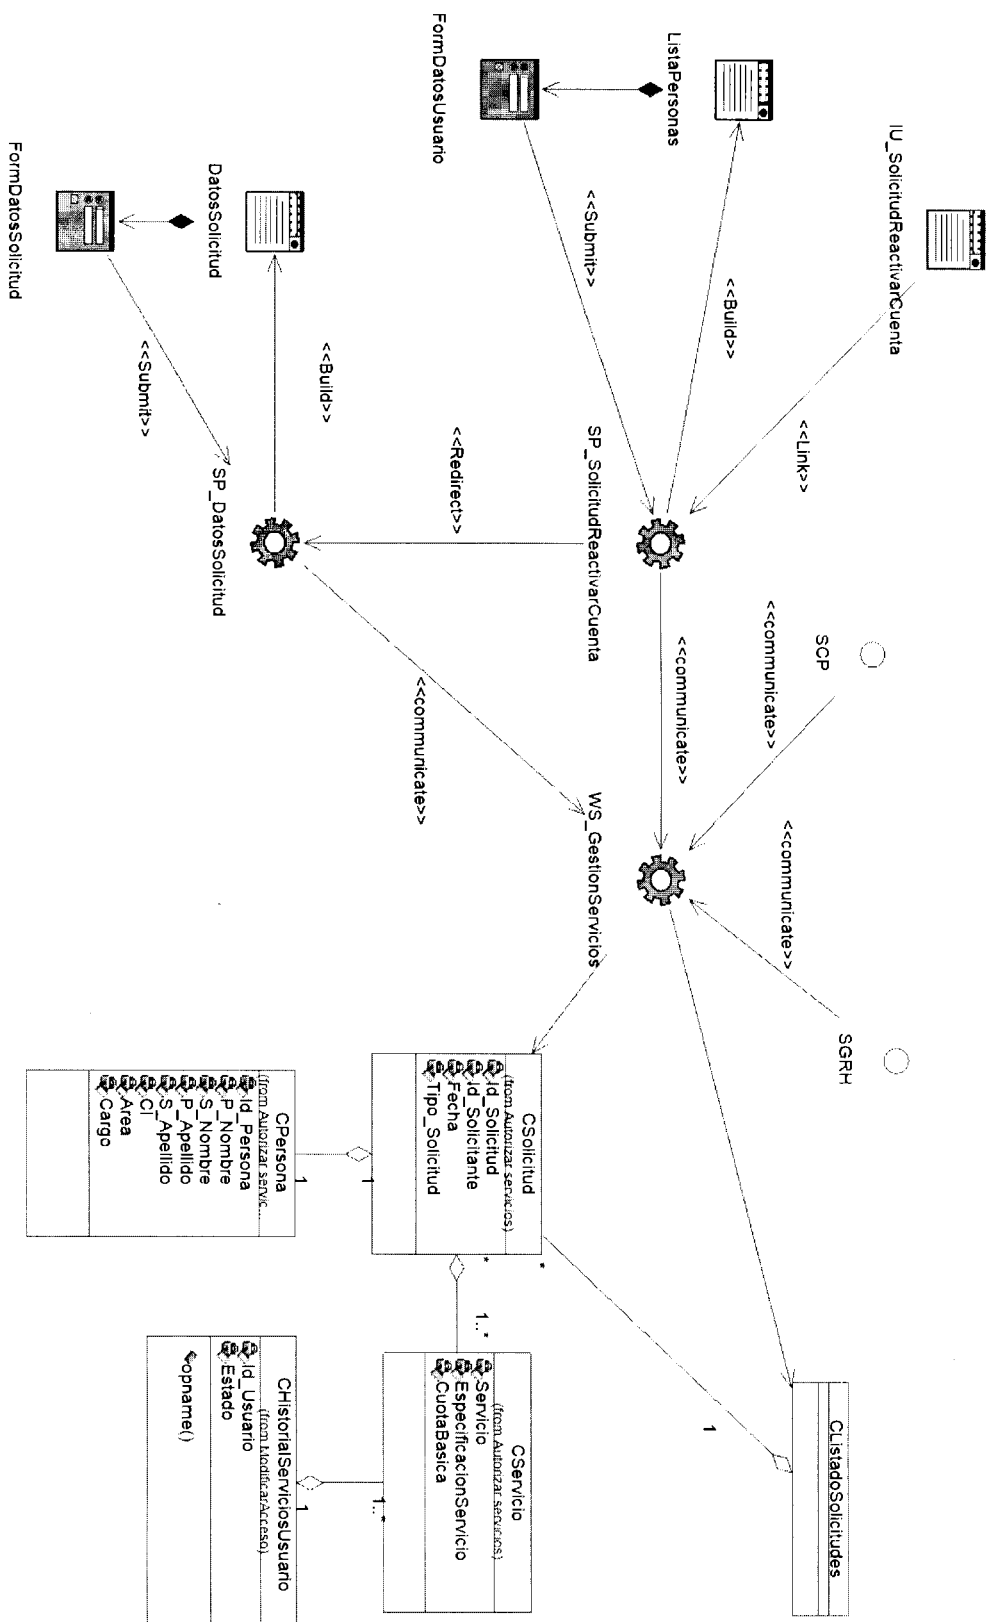 IU_SolicitudReactivarCuenta
<<Link>>
ListaPersonas
<<Build>>
FormDatosUsuario
<<Submit>>
SP_SolicitudReactivarCuenta
<<Redirect>>
DatosSolicitud
<<Build>>
FormDatosSolicitud
<<Submit>>
SP_DatosSolicitud
<<communicate>>
<<communicate>>
SCP
<<communicate>>
SGRH
<<communicate>>
WS_GestionServicios
CListadoSolicitudes
1
*
CSolicitud
(from Autorizar servicios)
Id_Solicitud
Id_Solicitante
Fecha
Tipo_Solicitud
1
1
*
1..*
CPersona
(from Autorizar servic...
Id_Persona
P_Nombre
S_Nombre
P_Apellido
S_Apellido
CI
Area
Cargo
CServicio
(from Autorizar servicios)
Servicio
EspecificacionServicio
CuotaBasica
1..*
1
CHistorialServiciosUsuario
(from ModificarAcceso)
Id_Usuario
Estado
opname()